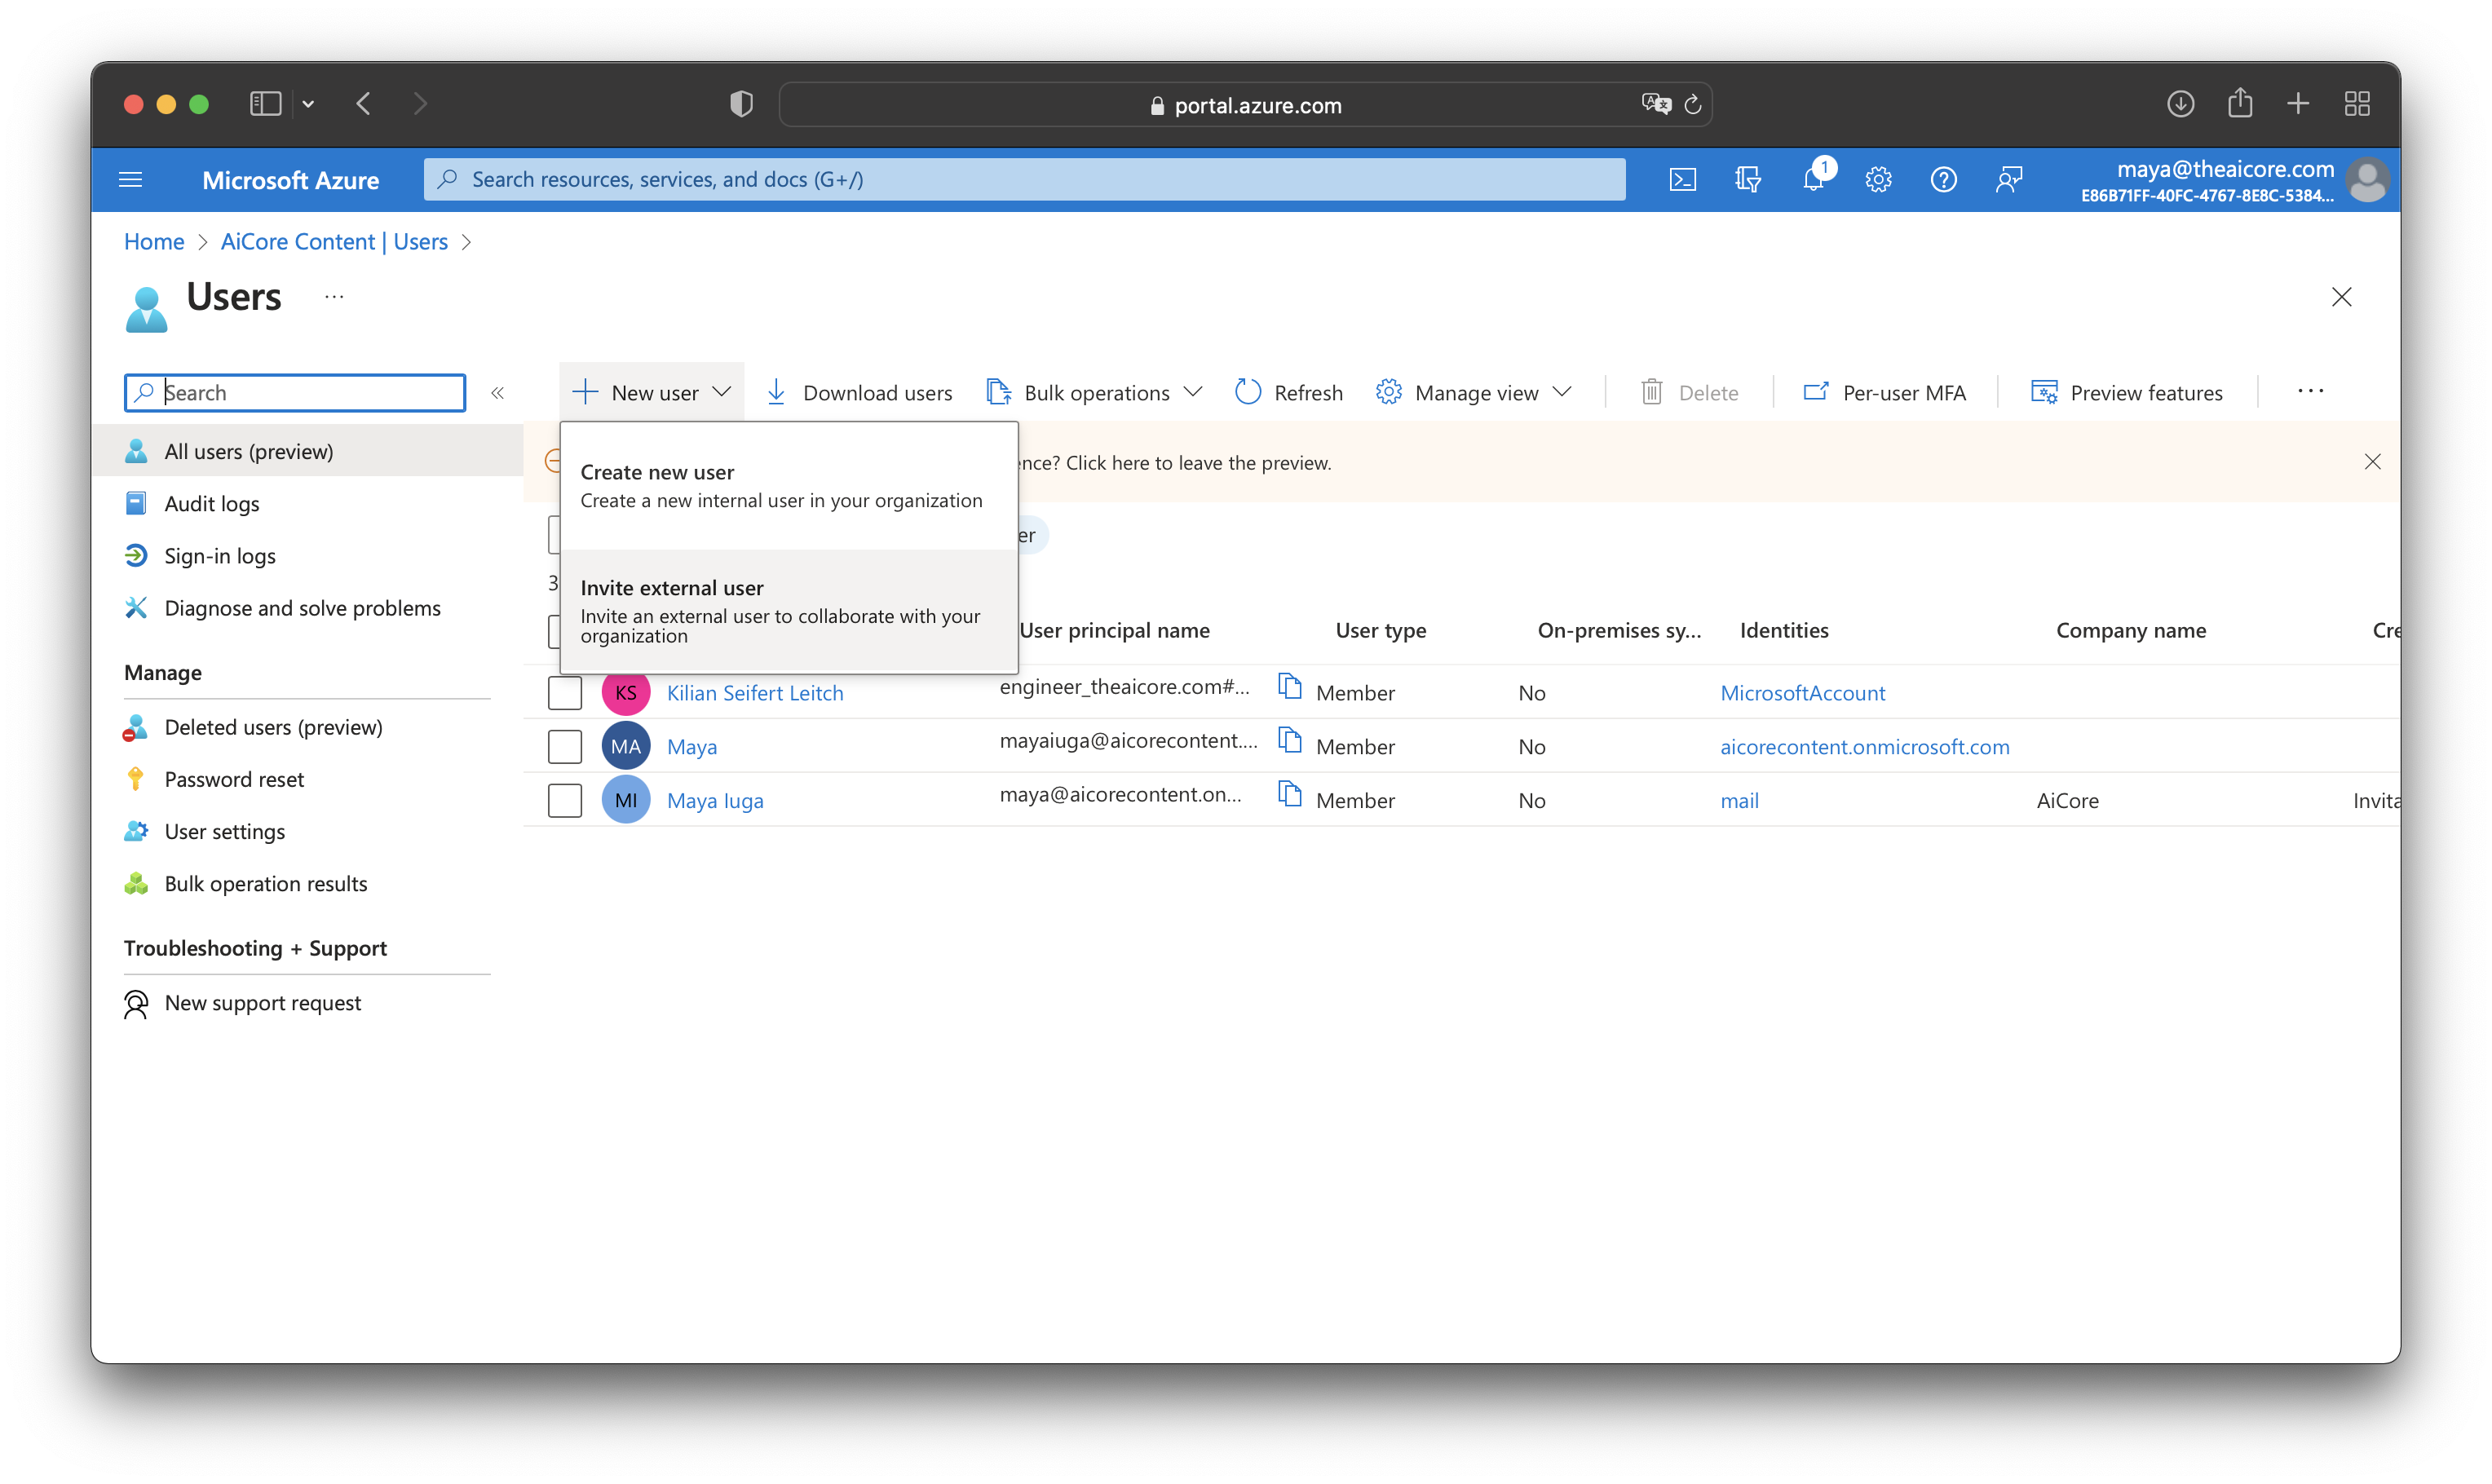 portal.azure.com
Microsoft Azure
Search resources, services, and docs (G+/)
1
maya@theaicore.com
E86B71FF-40FC-4767-8E8C-5384...
Home > AiCore Content | Users >
Users ...
Search
New user
Download users
Bulk operations
Refresh
Manage view
Delete
Per-user MFA
Preview features
Create new user
Create a new internal user in your organization
Invite external user
Invite an external user to collaborate with your
organization
? Click here to leave the preview.
All users (preview)
Audit logs
Sign-in logs
Diagnose and solve problems
Manage
Deleted users (preview)
Password reset
User settings
Bulk operation results
Troubleshooting + Support
New support request
3
User principal name User type On-premises sy... Identities Company name
KS Kilian Seifert Leitch engineer_theaicore.com#... Member No MicrosoftAccount
MA Maya mayaiuga@aicorecontent.... Member No aicorecontent.onmicrosoft.com
MI Maya Iuga maya@aicorecontent.on... Member No mail AiCore